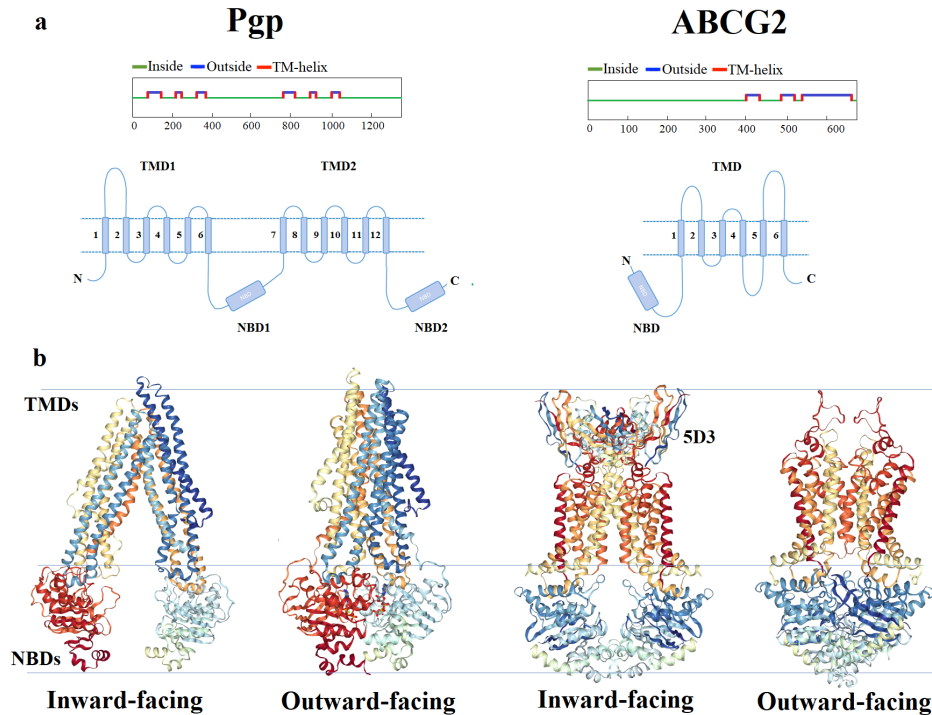 a
Pgp
ABCG2
Inside Outside TM-helix
0 200 400 600 800 1000 1200
Inside Outside TM-helix
0 100 200 300 400 500 600
TMD1 TMD2
1 2 3 4 5 6 7 8 9 10 11 12
N
C
NBD1
NBD2
TMD
1 2 3 4 5 6
N
C
NBD
b
TMDs
5D3
NBDs
Inward-facing Outward-facing Inward-facing Outward-facing